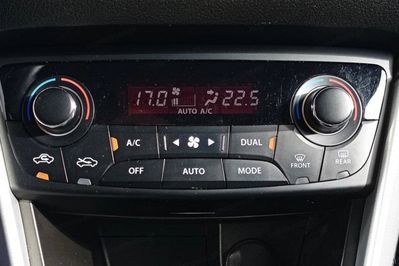 17.0 22.5
AUTO A/C
A/C DUAL
FRONT REAR
OFF AUTO MODE